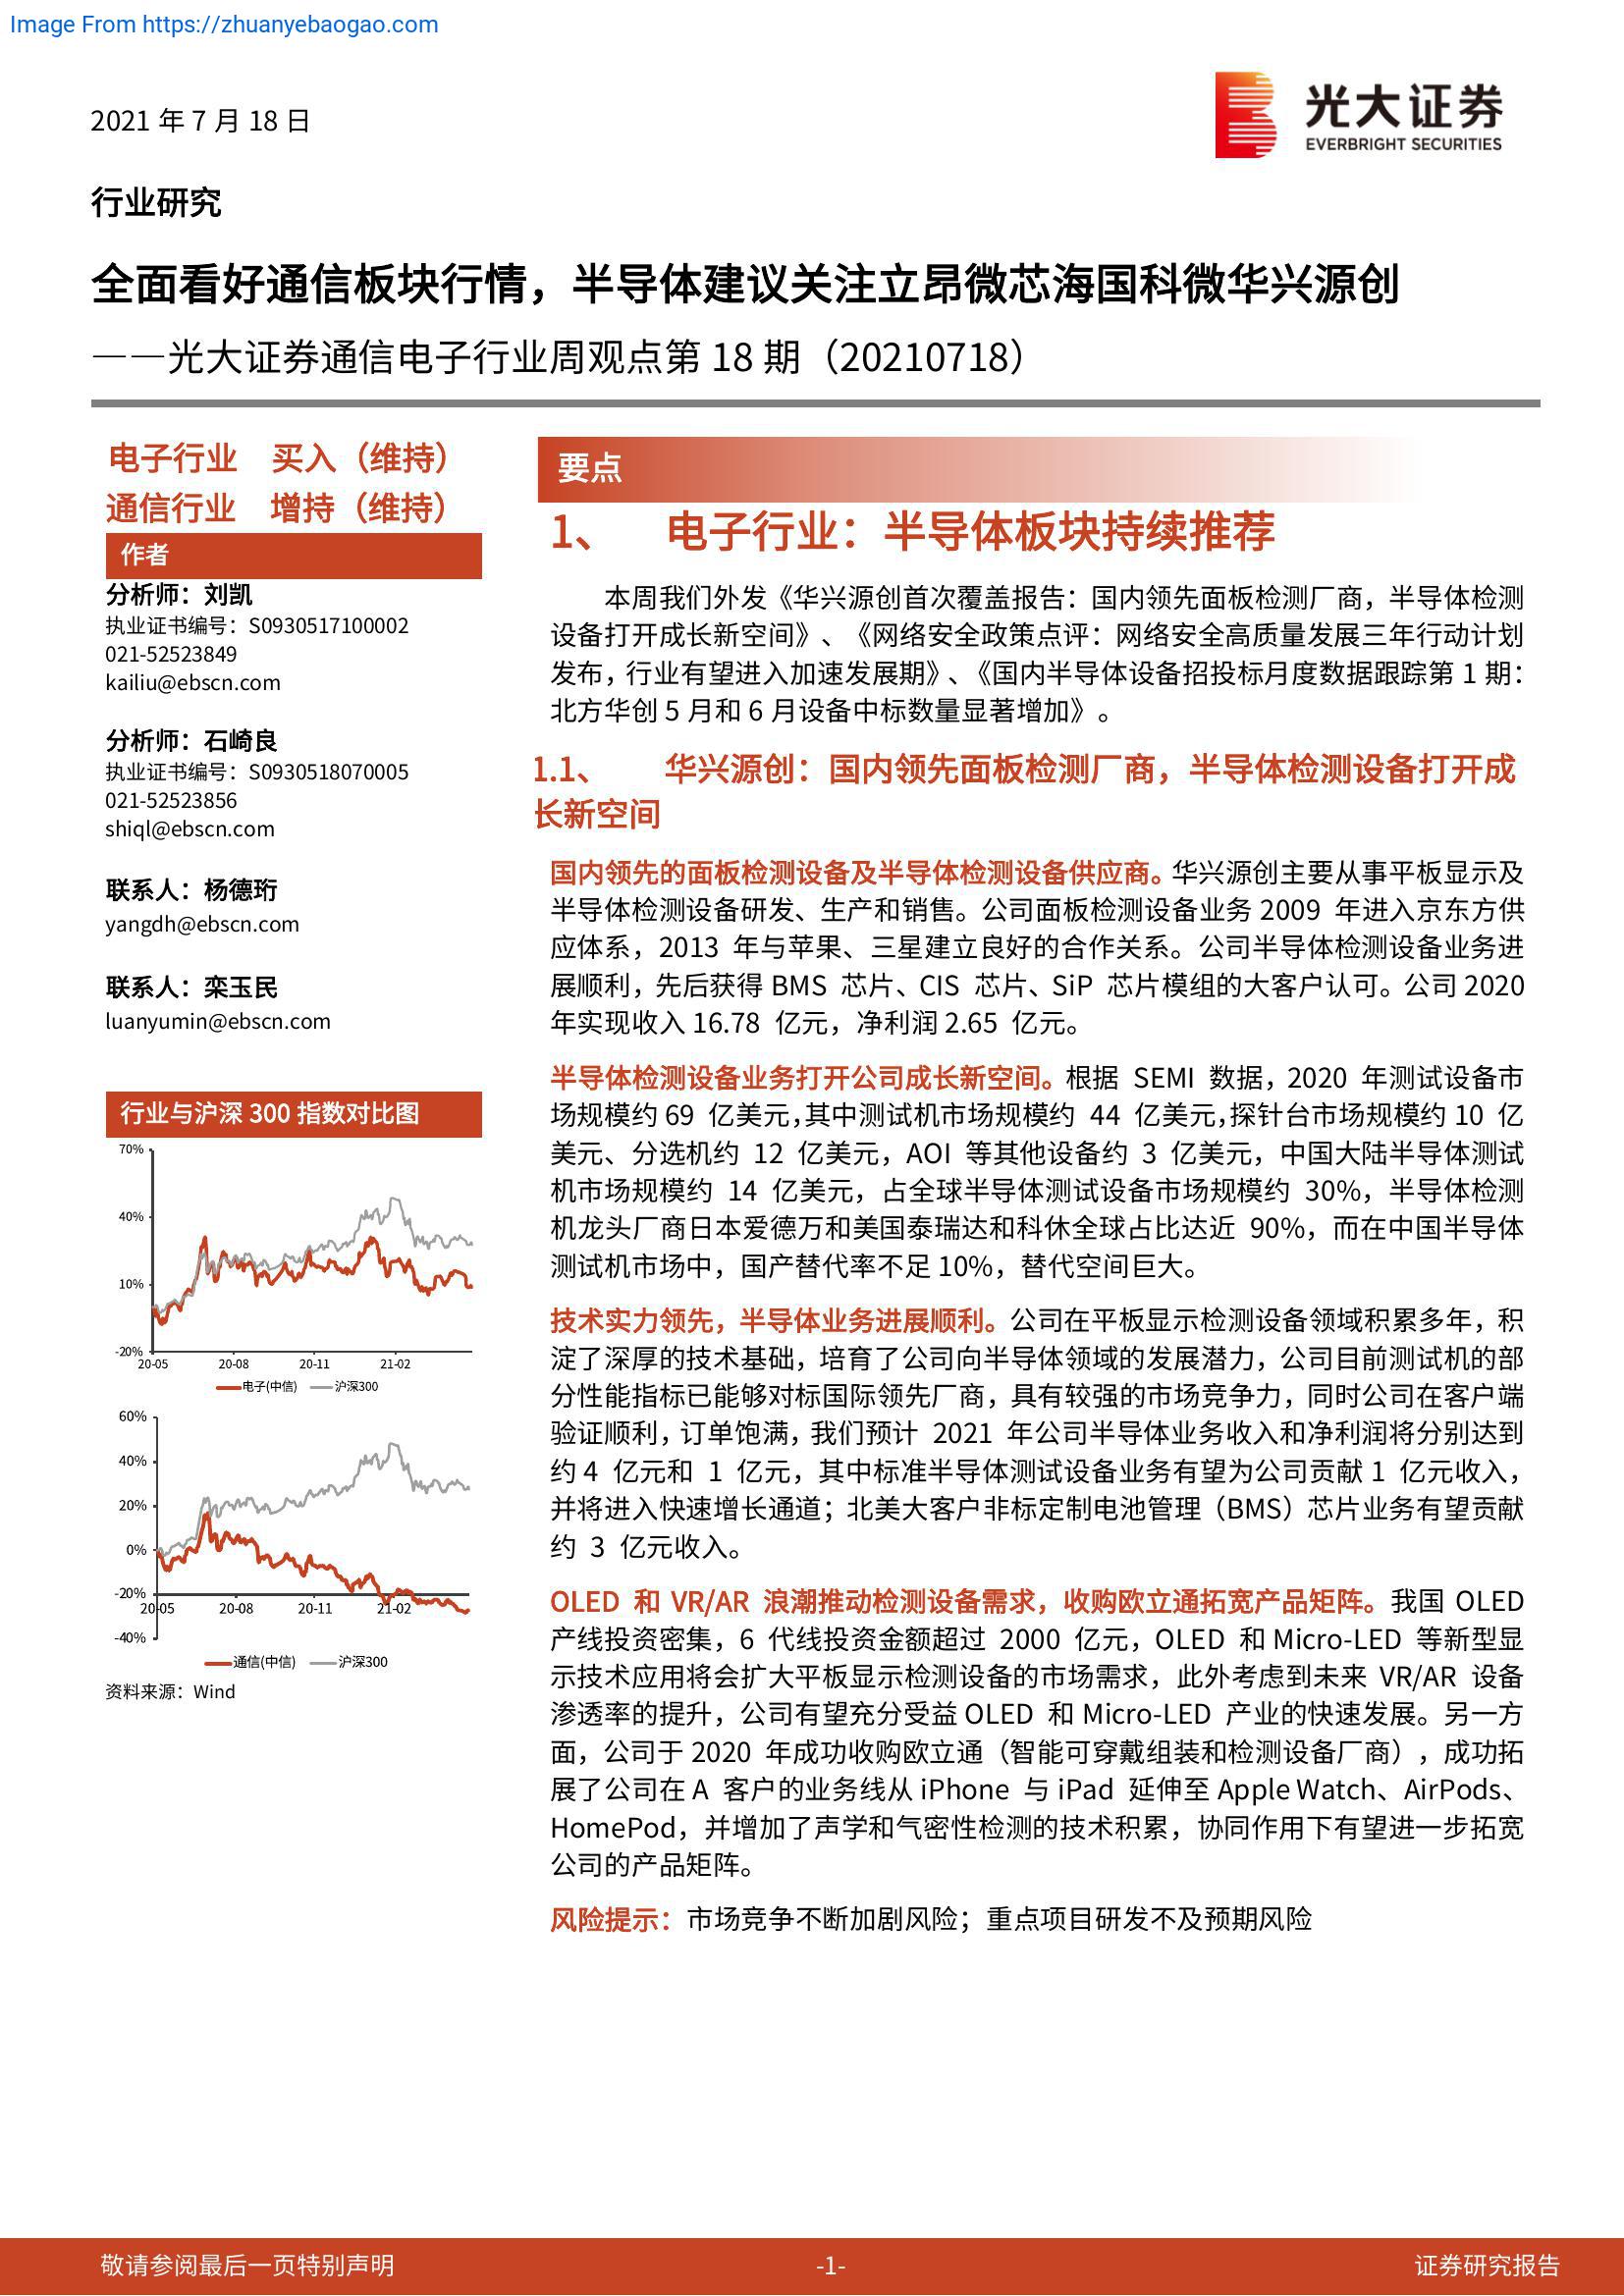 Image From https://zhuanyebaogao.com
2021 年 7 月 18 日
光大证券
EVERBRIGHT SECURITIES
行业研究
全面看好通信板块行情，半导体建议关注立昂微芯海国科微华兴源创
——光大证券通信电子行业周观点第 18 期（20210718）
电子行业 买入（维持）
通信行业 增持（维持）
作者
分析师：刘凯
执业证书编号：S0930517100002
021-52523849
kailiu@ebscn.com
分析师：石崎良
执业证书编号：S0930518070005
021-52523856
shiql@ebscn.com
联系人：杨德珩
yangdh@ebscn.com
联系人：栾玉民
luanyumin@ebscn.com
行业与沪深 300 指数对比图
70%
40%
10%
-20%
20-05 20-08 20-11 21-02
电子(中信) 沪深300
60%
40%
20%
0%
-20%
20-05 20-08 20-11 21-02
-40%
通信(中信) 沪深300
资料来源：Wind
要点
1、 电子行业：半导体板块持续推荐
本周我们外发《华兴源创首次覆盖报告：国内领先面板检测厂商，半导体检测
设备打开成长新空间》、《网络安全政策点评：网络安全高质量发展三年行动计划
发布，行业有望进入加速发展期》、《国内半导体设备招投标月度数据跟踪第 1 期：
北方华创 5 月和 6 月设备中标数量显著增加》。
1.1、 华兴源创：国内领先面板检测厂商，半导体检测设备打开成
长新空间
国内领先的面板检测设备及半导体检测设备供应商。华兴源创主要从事平板显示及
半导体检测设备研发、生产和销售。公司面板检测设备业务 2009 年进入京东方供
应体系，2013 年与苹果、三星建立良好的合作关系。公司半导体检测设备业务进
展顺利，先后获得 BMS 芯片、CIS 芯片、SiP 芯片模组的大客户认可。公司 2020
年实现收入 16.78 亿元，净利润 2.65 亿元。
半导体检测设备业务打开公司成长新空间。根据 SEMI 数据，2020 年测试设备市
场规模约 69 亿美元，其中测试机市场规模约 44 亿美元，探针台市场规模约 10 亿
美元、分选机约 12 亿美元，AOI 等其他设备约 3 亿美元，中国大陆半导体测试
机市场规模约 14 亿美元，占全球半导体测试设备市场规模约 30%，半导体检测
机龙头厂商日本爱德万和美国泰瑞达和科休全球占比达近 90%，而在中国半导体
测试机市场中，国产替代率不足 10%，替代空间巨大。
技术实力领先，半导体业务进展顺利。公司在平板显示检测设备领域积累多年，积
淀了深厚的技术基础，培育了公司向半导体领域的发展潜力，公司目前测试机的部
分性能指标已能够对标国际领先厂商，具有较强的市场竞争力，同时公司在客户端
验证顺利，订单饱满，我们预计 2021 年公司半导体业务收入和净利润将分别达到
约 4 亿元和 1 亿元，其中标准半导体测试设备业务有望为公司贡献 1 亿元收入，
并将进入快速增长通道；北美大客户非标定制电池管理（BMS）芯片业务有望贡献
约 3 亿元收入。
OLED 和 VR/AR 浪潮推动检测设备需求，收购欧立通拓宽产品矩阵。我国 OLED
产线投资密集，6 代线投资金额超过 2000 亿元，OLED 和 Micro-LED 等新型显
示技术应用将会扩大平板显示检测设备的市场需求，此外考虑到未来 VR/AR 设备
渗透率的提升，公司有望充分受益 OLED 和 Micro-LED 产业的快速发展。另一方
面，公司于 2020 年成功收购欧立通（智能可穿戴组装和检测设备厂商），成功拓
展了公司在 A 客户的业务线从 iPhone 与 iPad 延伸至 Apple Watch、AirPods、
HomePod，并增加了声学和气密性检测的技术积累，协同作用下有望进一步拓宽
公司的产品矩阵。
风险提示：市场竞争不断加剧风险；重点项目研发不及预期风险
敬请参阅最后一页特别声明
-1-
证券研究报告